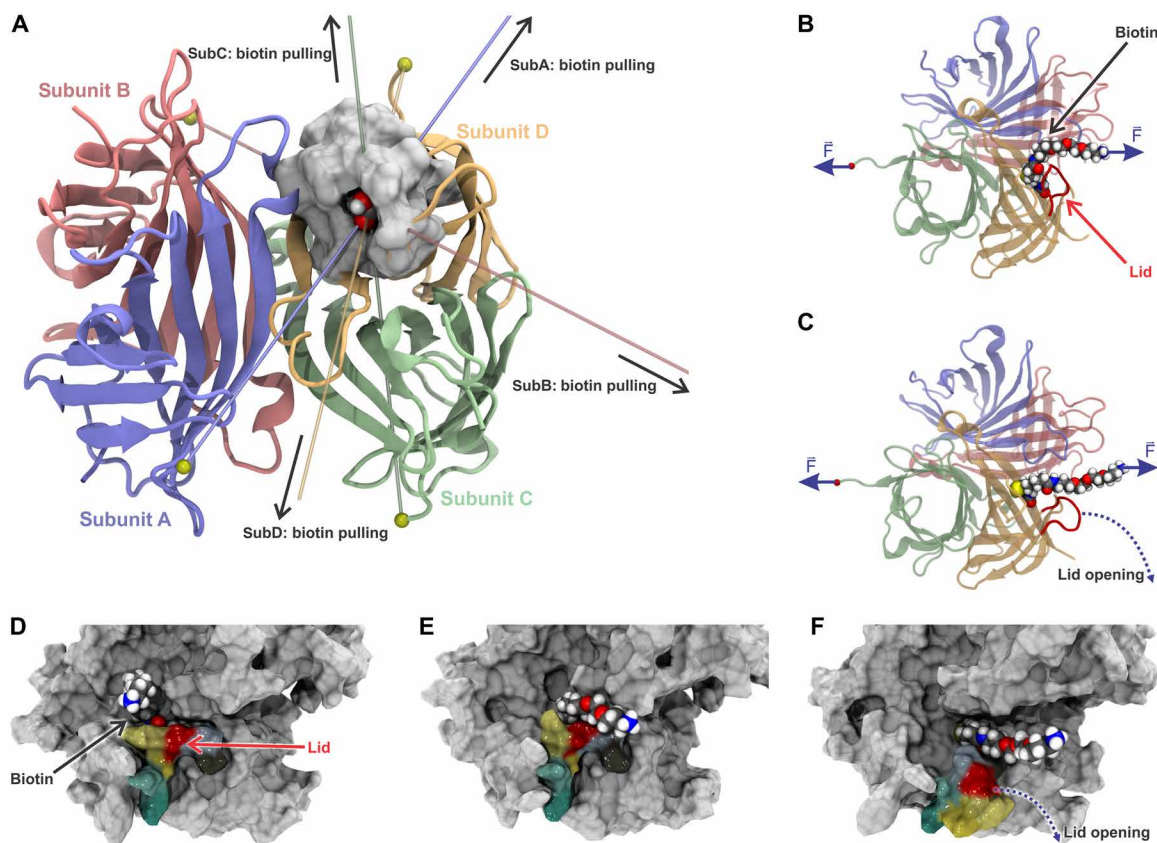 A
SubC: biotin pulling
SubA: biotin pulling
Subunit B
Subunit D
SubB: biotin pulling
Subunit C
Subunit A
SubD: biotin pulling
B
Biotin
F⃗
F⃗
Lid
C
F⃗
F⃗
Lid opening
D
Lid
Biotin
E
F
Lid opening